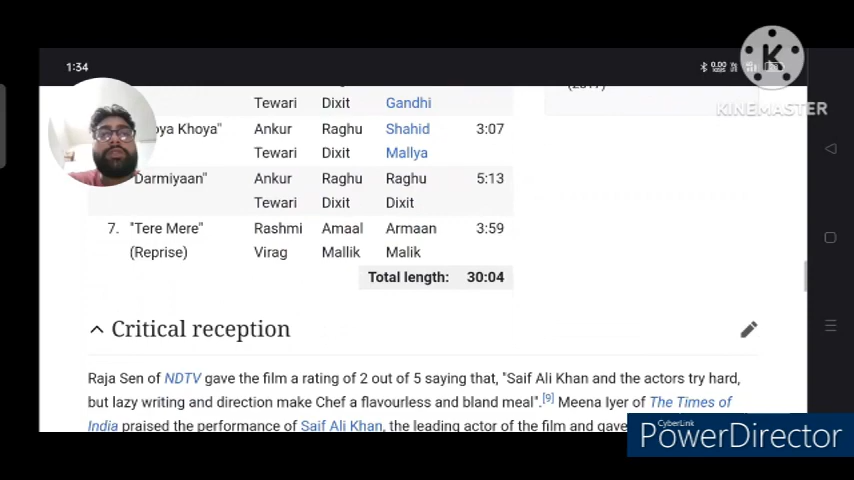 1:34
0.00
K
KINEMASTER
Tewari Dixit Gandhi
oya Khoya" Ankur Raghu Shahid 3:07
Tewari Dixit Mallya
"Darmiyaan" Ankur Raghu Raghu 5:13
Tewari Dixit Dixit
7. "Tere Mere" Rashmi Amaal Armaan 3:59
(Reprise) Virag Mallik Malik
Total length: 30:04
Critical reception
Raja Sen of NDTV gave the film a rating of 2 out of 5 saying that, "Saif Ali Khan and the actors try hard,
but lazy writing and direction make Chef a flavourless and bland meal".[9] Meena Iyer of The Times of
India praised the performance of Saif Ali Khan, the leading actor of the film and gave
CyberLink
PowerDirector